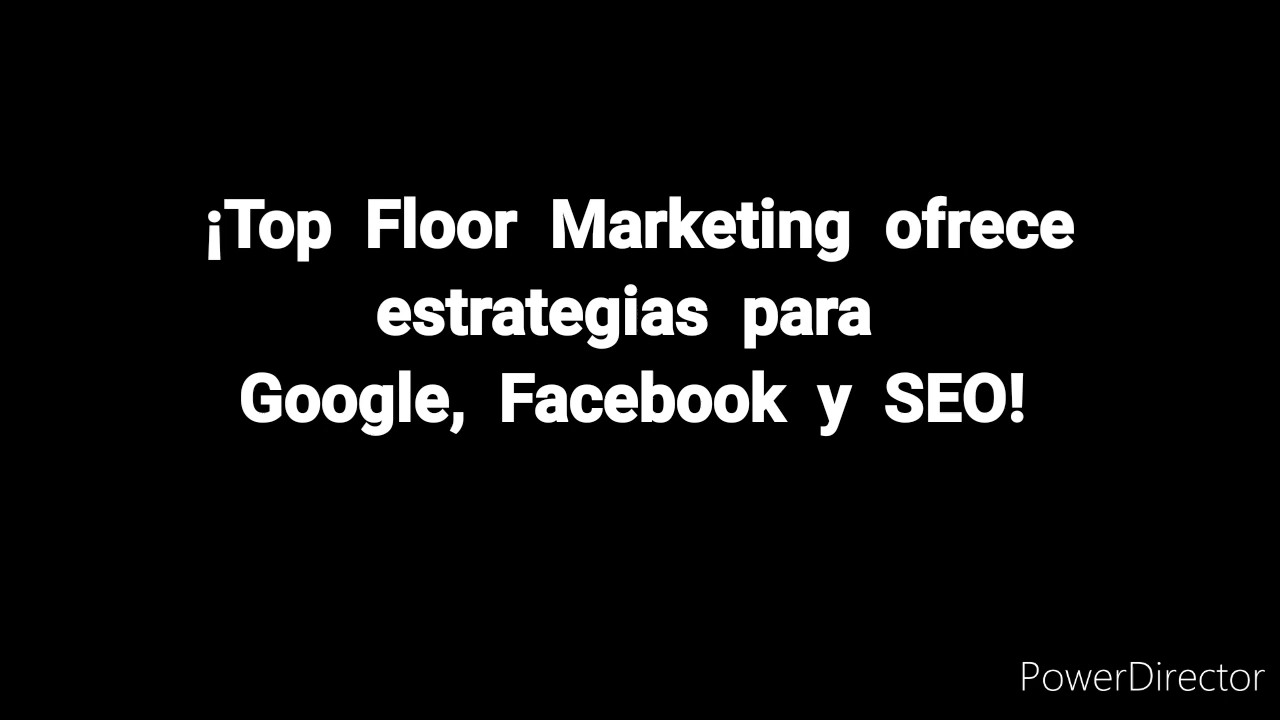 ¡Top Floor Marketing ofrece
estrategias para
Google, Facebook y SEO!
PowerDirector